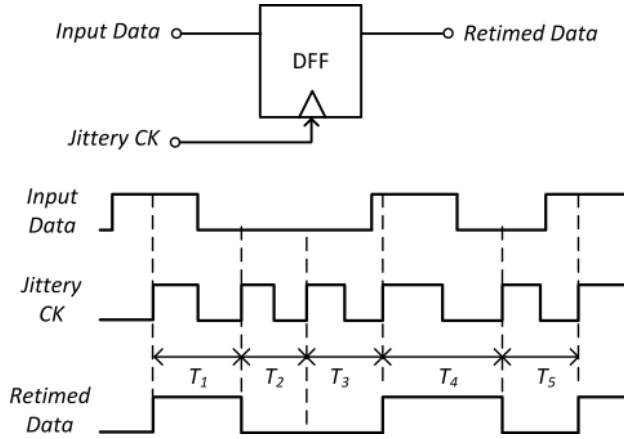 Input Data
DFF
Retimed Data
Jittery CK
Input
Data
Jittery
CK
T1 T2 T3 T4 T5
Retimed
Data